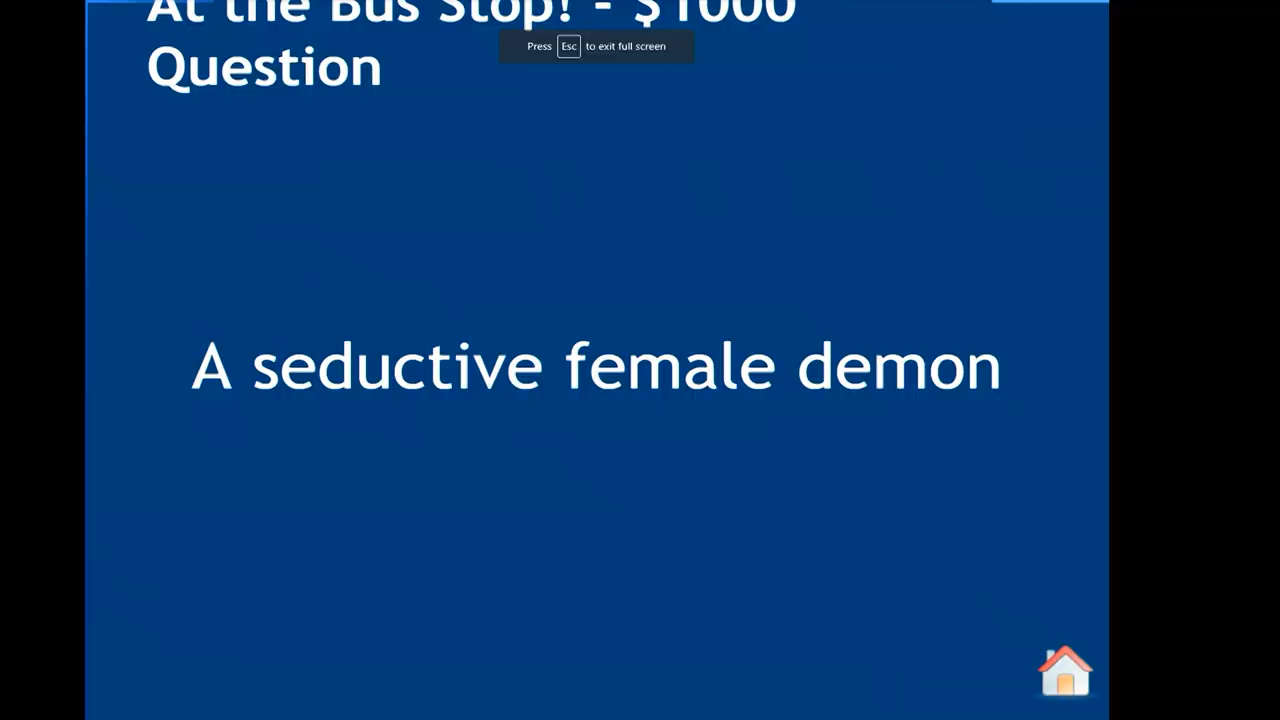 At the Bus Stop! - $1000
Press Esc to exit full screen
Question
A seductive female demon